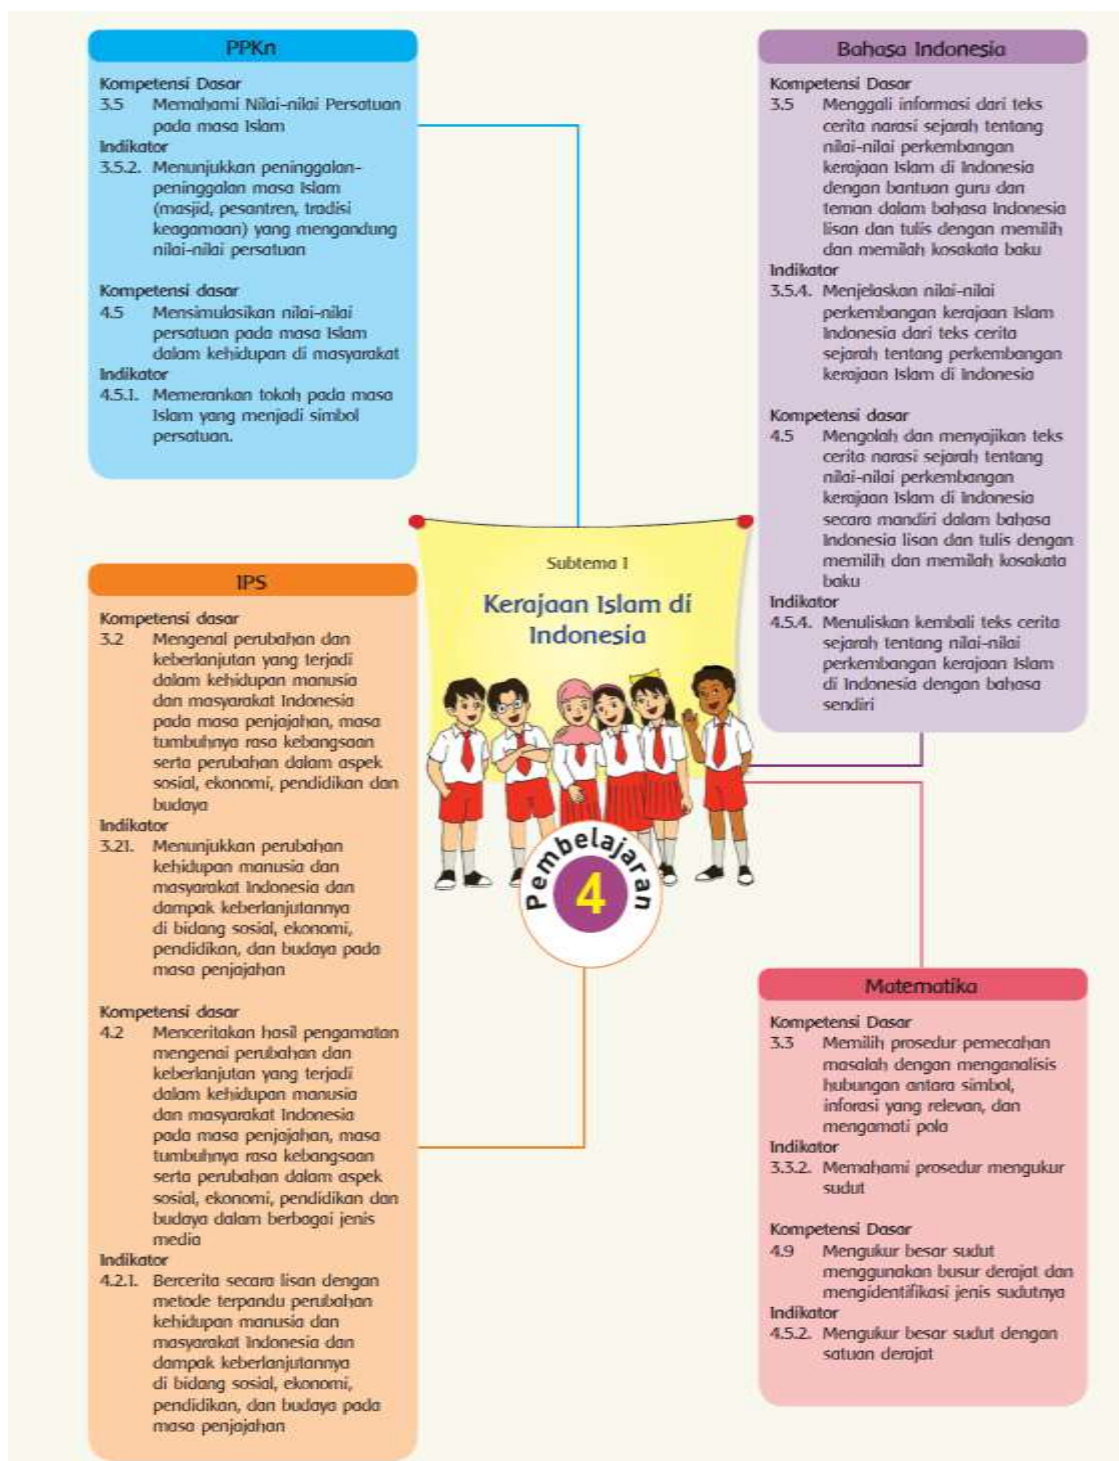 PPKn
Kompetensi Dasar
3.5 Memahami Nilai-nilai Persatuan
pada masa Islam
Indikator
3.5.2. Menunjukkan peninggalan-
peninggalan masa Islam
(masjid, pesantren, tradisi
keagamaan) yang mengandung
nilai-nilai persatuan
Kompetensi dasar
4.5 Mensimulasikan nilai-nilai
persatuan pada masa Islam
dalam kehidupan di masyarakat
Indikator
4.5.1. Memerankan tokoh pada masa
Islam yang menjadi simbol
persatuan.
Bahasa Indonesia
Kompetensi Dasar
3.5 Menggali informasi dari teks
cerita narasi sejarah tentang
nilai-nilai perkembangan
kerajaan Islam di Indonesia
dengan bantuan guru dan
teman dalam bahasa Indonesia
lisan dan tulis dengan memilih
dan memilah kosakata baku
Indikator
3.5.4. Menjelaskan nilai-nilai
perkembangan kerajaan Islam
Indonesia dari teks cerita
sejarah tentang perkembangan
kerajaan Islam di Indonesia
Kompetensi dasar
4.5 Mengolah dan menyajikan teks
cerita narasi sejarah tentang
nilai-nilai perkembangan
kerajaan Islam di Indonesia
secara mandiri dalam bahasa
Indonesia lisan dan tulis dengan
memilih dan memilah kosakata
baku
Indikator
4.5.4. Menuliskan kembali teks cerita
sejarah tentang nilai-nilai
perkembangan kerajaan Islam
di Indonesia dengan bahasa
sendiri
Subtema 1
Kerajaan Islam di
Indonesia
Pembelajaran
4
IPS
Kompetensi dasar
3.2 Mengenal perubahan dan
keberlanjutan yang terjadi
dalam kehidupan manusia
dan masyarakat Indonesia
pada masa penjajahan, masa
tumbuhnya rasa kebangsaan
serta perubahan dalam aspek
sosial, ekonomi, pendidikan dan
budaya
Indikator
3.21. Menunjukkan perubahan
kehidupan manusia dan
masyarakat Indonesia dan
dampak keberlanjutannya
di bidang sosial, ekonomi,
pendidikan, dan budaya pada
masa penjajahan
Kompetensi dasar
4.2 Menceritakan hasil pengamatan
mengenai perubahan dan
keberlanjutan yang terjadi
dalam kehidupan manusia
dan masyarakat Indonesia
pada masa penjajahan, masa
tumbuhnya rasa kebangsaan
serta perubahan dalam aspek
sosial, ekonomi, pendidikan dan
budaya dalam berbagai jenis
media
Indikator
4.2.1. Bercerita secara lisan dengan
metode terpandu perubahan
kehidupan manusia dan
masyarakat Indonesia dan
dampak keberlanjutannya
di bidang sosial, ekonomi,
pendidikan, dan budaya pada
masa penjajahan
Matematika
Kompetensi Dasar
3.3 Memilih prosedur pemecahan
masalah dengan menganalisis
hubungan antara simbol,
inforasi yang relevan, dan
mengamati pola
Indikator
3.3.2. Memahami prosedur mengukur
sudut
Kompetensi Dasar
4.9 Mengukur besar sudut
menggunakan busur derajat dan
mengidentifikasi jenis sudutnya
Indikator
4.5.2. Mengukur besar sudut dengan
satuan derajat